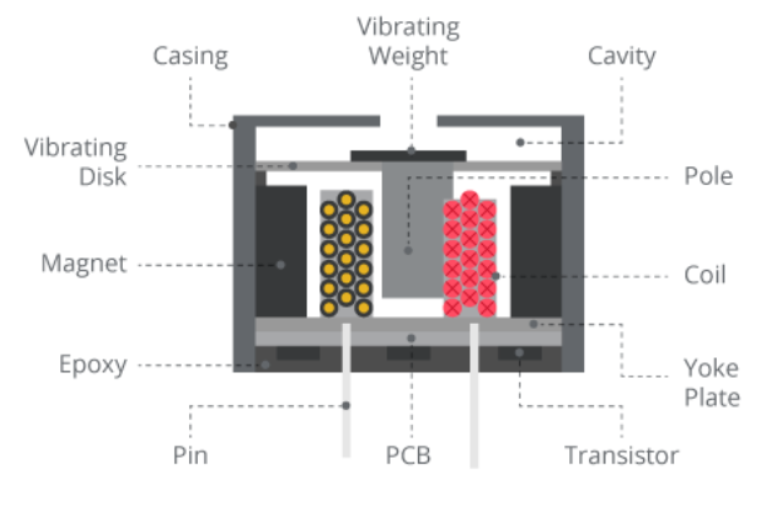 Vibrating
Weight
Casing
Cavity
Vibrating
Disk
Pole
Magnet
Coil
Epoxy
Yoke
Plate
Pin
PCB
Transistor